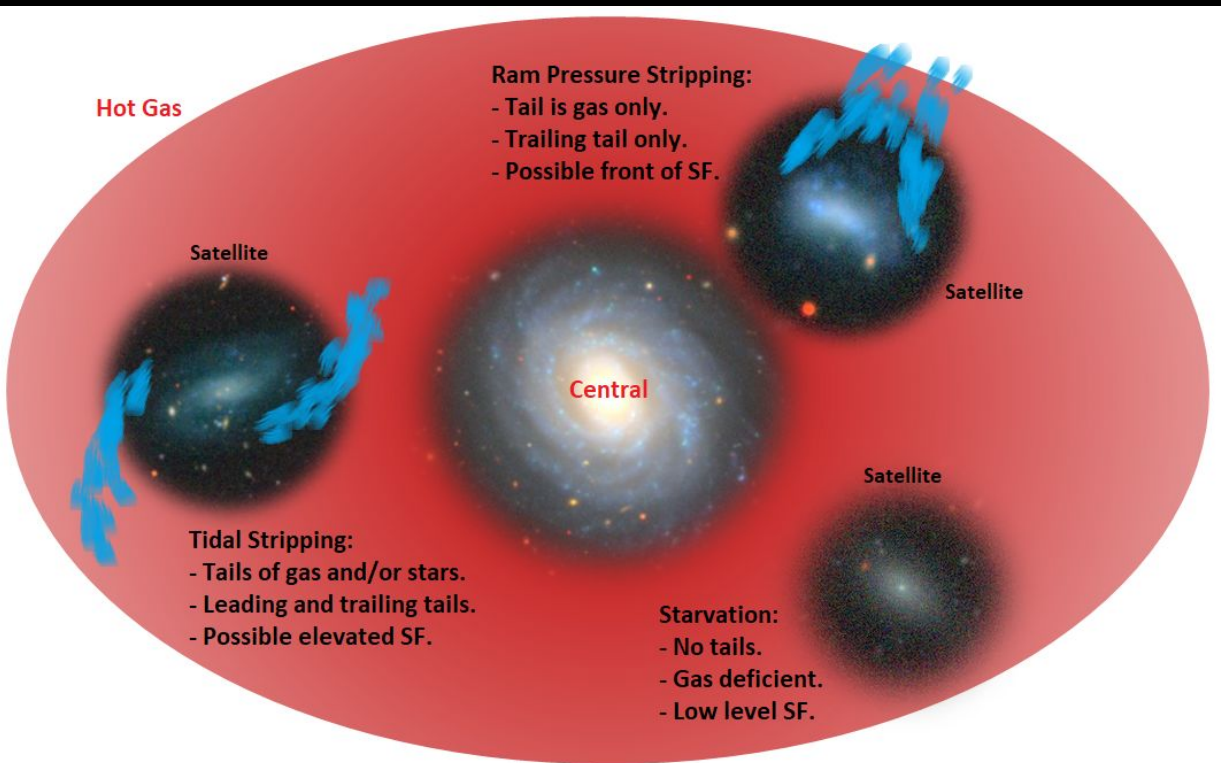 Hot Gas
Ram Pressure Stripping:
- Tail is gas only.
- Trailing tail only.
- Possible front of SF.
Satellite
Satellite
Central
Tidal Stripping:
- Tails of gas and/or stars.
- Leading and trailing tails.
- Possible elevated SF.
Satellite
Starvation:
- No tails.
- Gas deficient.
- Low level SF.